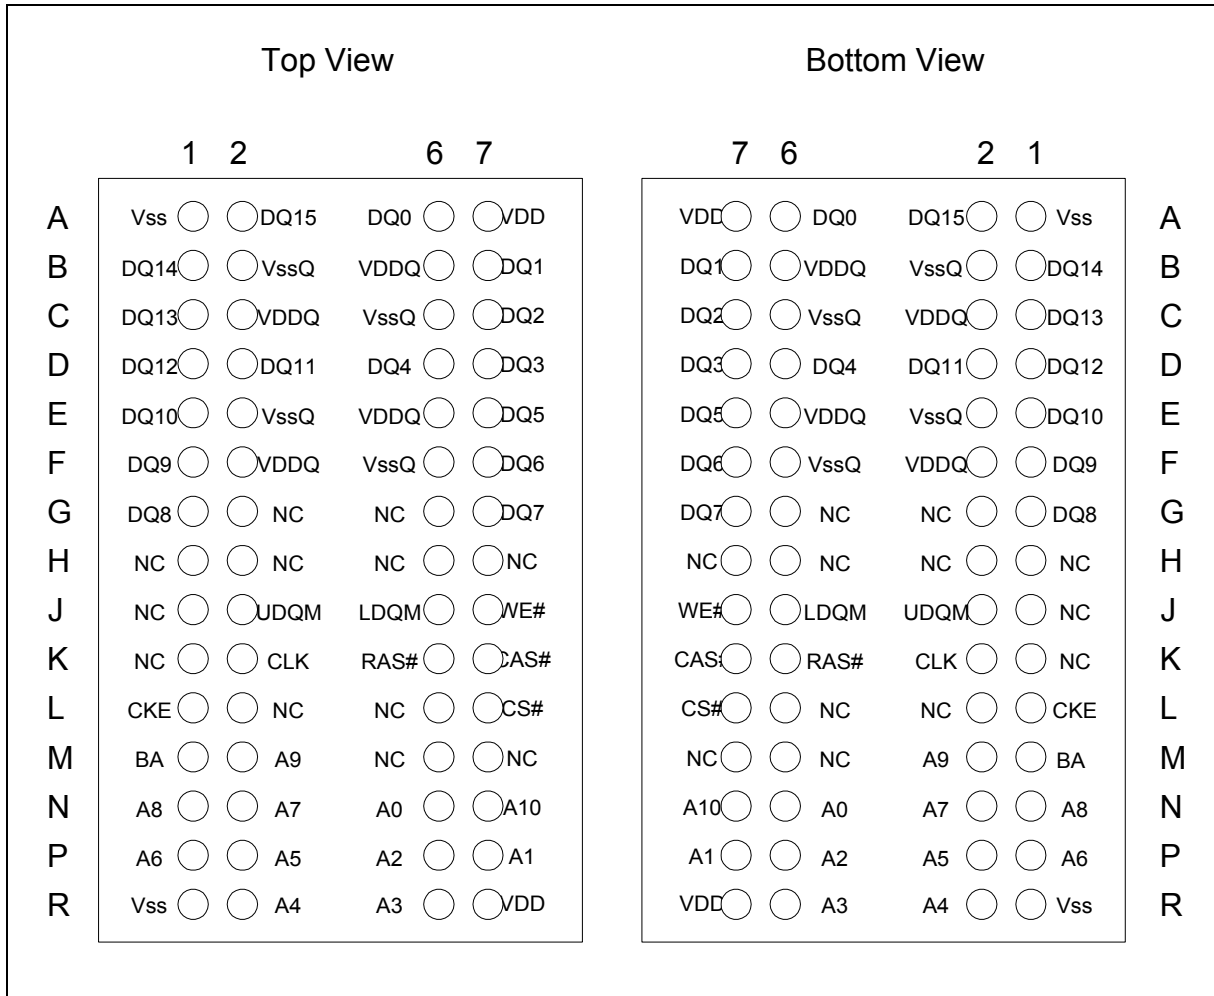 Top View Bottom View
1 2 6 7 7 6 2 1
A Vss DQ15 DQ0 VDD VDD DQ0 DQ15 Vss A
B DQ14 VssQ VDDQ DQ1 DQ1 VDDQ VssQ DQ14 B
C DQ13 VDDQ VssQ DQ2 DQ2 VssQ VDDQ DQ13 C
D DQ12 DQ11 DQ4 DQ3 DQ3 DQ4 DQ11 DQ12 D
E DQ10 VssQ VDDQ DQ5 DQ5 VDDQ VssQ DQ10 E
F DQ9 VDDQ VssQ DQ6 DQ6 VssQ VDDQ DQ9 F
G DQ8 NC NC DQ7 DQ7 NC NC DQ8 G
H NC NC NC NC NC NC NC NC H
J NC UDQM LDQM WE# WE# LDQM UDQM NC J
K NC CLK RAS# CAS# CAS# RAS# CLK NC K
L CKE NC NC CS# CS# NC NC CKE L
M BA A9 NC NC NC NC A9 BA M
N A8 A7 A0 A10 A10 A0 A7 A8 N
P A6 A5 A2 A1 A1 A2 A5 A6 P
R Vss A4 A3 VDD VDD A3 A4 Vss R